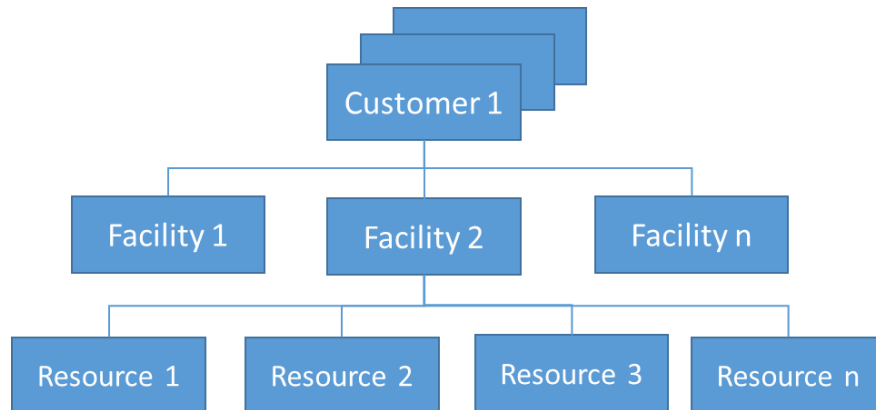 Customer 1
Facility 1
Facility 2
Facility n
Resource 1
Resource 2
Resource 3
Resource n